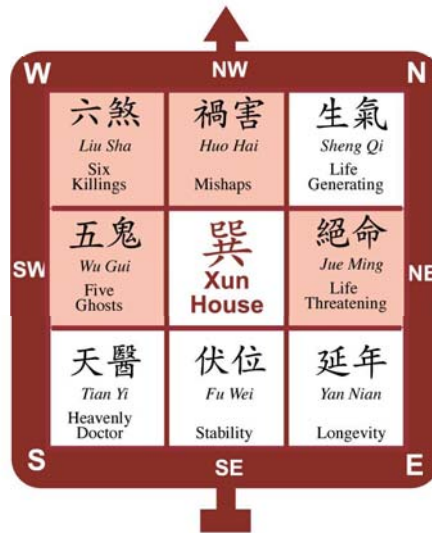 W
NW
N
六煞
Liu Sha
Six
Killings
禍害
Huo Hai
Mishaps
生氣
Sheng Qi
Life
Generating
SW
五鬼
Wu Gui
Five
Ghosts
巽
Xun
House
絕命
Jue Ming
Life
Threatening
NE
天醫
Tian Yi
Heavenly
Doctor
伏位
Fu Wei
Stability
延年
Yan Nian
Longevity
S
SE
E